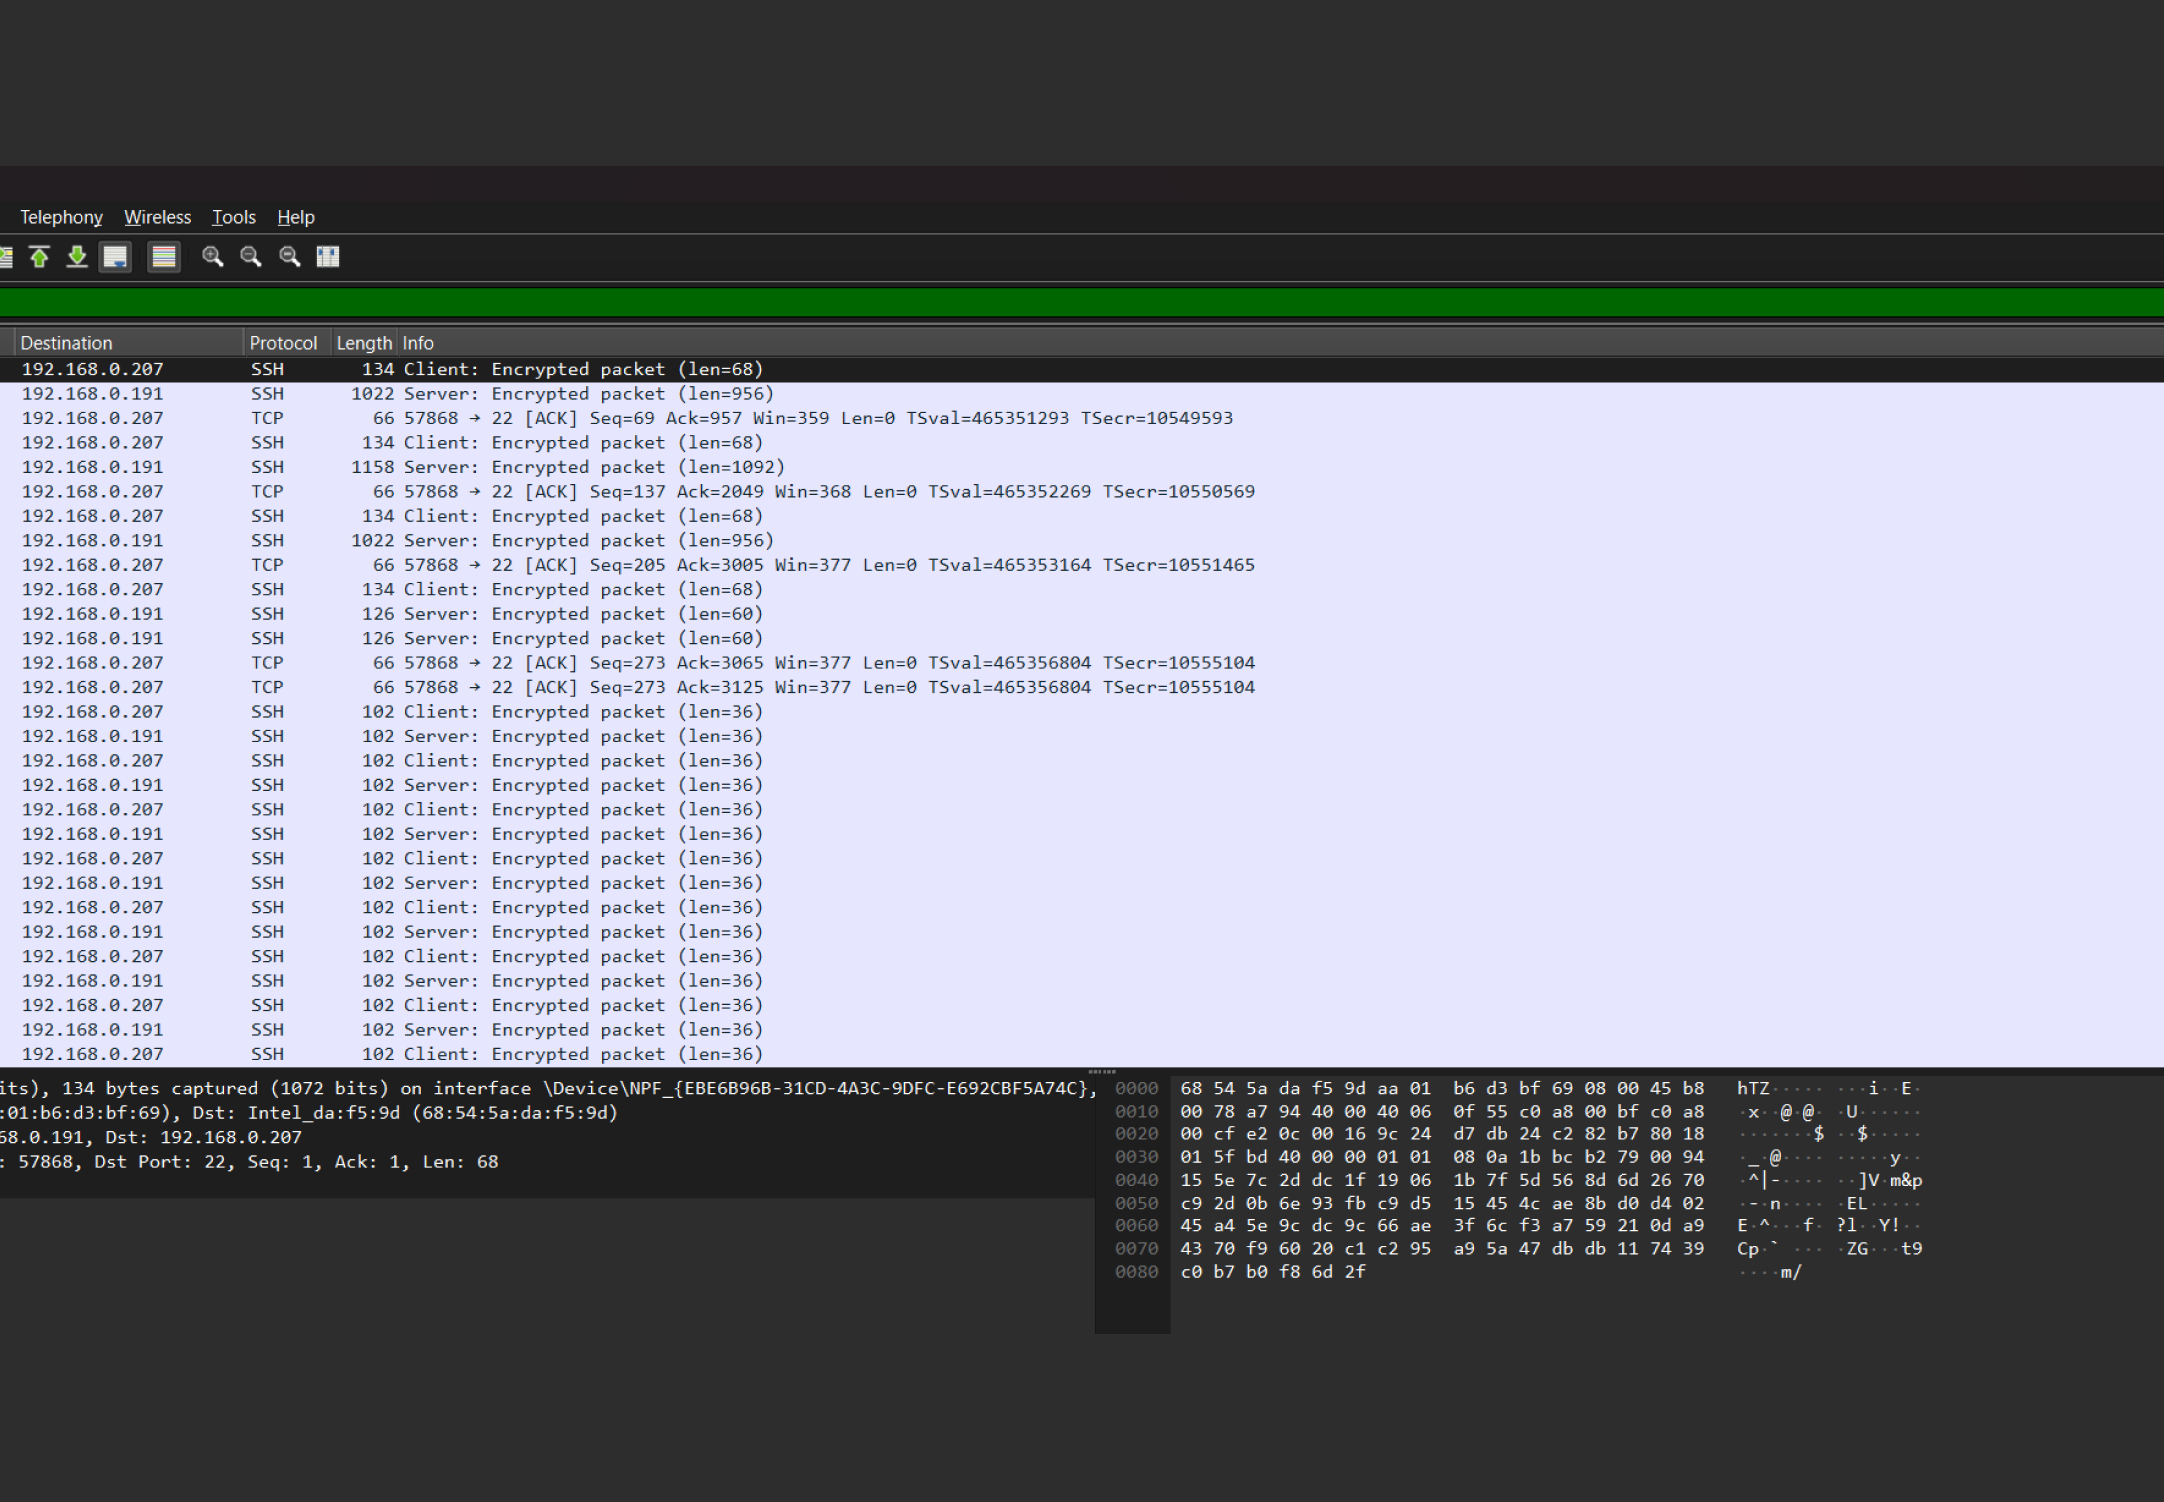 Telephony Wireless Tools Help
Destination Protocol Length Info
192.168.0.207 SSH 134 Client: Encrypted packet (len=68)
192.168.0.191 SSH 1022 Server: Encrypted packet (len=956)
192.168.0.207 TCP 66 57868 → 22 [ACK] Seq=69 Ack=957 Win=359 Len=0 TSval=465351293 TSecr=10549593
192.168.0.207 SSH 134 Client: Encrypted packet (len=68)
192.168.0.191 SSH 1158 Server: Encrypted packet (len=1092)
192.168.0.207 TCP 66 57868 → 22 [ACK] Seq=137 Ack=2049 Win=368 Len=0 TSval=465352269 TSecr=10550569
192.168.0.207 SSH 134 Client: Encrypted packet (len=68)
192.168.0.191 SSH 1022 Server: Encrypted packet (len=956)
192.168.0.207 TCP 66 57868 → 22 [ACK] Seq=205 Ack=3005 Win=377 Len=0 TSval=465353164 TSecr=10551465
192.168.0.207 SSH 134 Client: Encrypted packet (len=68)
192.168.0.191 SSH 126 Server: Encrypted packet (len=60)
192.168.0.191 SSH 126 Server: Encrypted packet (len=60)
192.168.0.207 TCP 66 57868 → 22 [ACK] Seq=273 Ack=3065 Win=377 Len=0 TSval=465356804 TSecr=10555104
192.168.0.207 TCP 66 57868 → 22 [ACK] Seq=273 Ack=3125 Win=377 Len=0 TSval=465356804 TSecr=10555104
192.168.0.207 SSH 102 Client: Encrypted packet (len=36)
192.168.0.191 SSH 102 Server: Encrypted packet (len=36)
192.168.0.207 SSH 102 Client: Encrypted packet (len=36)
192.168.0.191 SSH 102 Server: Encrypted packet (len=36)
192.168.0.207 SSH 102 Client: Encrypted packet (len=36)
192.168.0.191 SSH 102 Server: Encrypted packet (len=36)
192.168.0.207 SSH 102 Client: Encrypted packet (len=36)
192.168.0.191 SSH 102 Server: Encrypted packet (len=36)
192.168.0.207 SSH 102 Client: Encrypted packet (len=36)
192.168.0.191 SSH 102 Server: Encrypted packet (len=36)
192.168.0.207 SSH 102 Client: Encrypted packet (len=36)
192.168.0.191 SSH 102 Server: Encrypted packet (len=36)
192.168.0.207 SSH 102 Client: Encrypted packet (len=36)
192.168.0.191 SSH 102 Server: Encrypted packet (len=36)
192.168.0.207 SSH 102 Client: Encrypted packet (len=36)
its), 134 bytes captured (1072 bits) on interface \Device\NPF_{EBE6B96B-31CD-4A3C-9DFC-E692CBF5A74C},
:01:b6:d3:bf:69), Dst: Intel_da:f5:9d (68:54:5a:da:f5:9d)
68.0.191, Dst: 192.168.0.207
: 57868, Dst Port: 22, Seq: 1, Ack: 1, Len: 68
0000 68 54 5a da f5 9d aa 01 b6 d3 bf 69 08 00 45 b8 hTZ····· ···i··E·
0010 00 78 a7 94 40 00 40 06 0f 55 c0 a8 00 bf c0 a8 ·x··@·@· ·U······
0020 00 cf e2 0c 00 16 9c 24 d7 db 24 c2 82 b7 80 18 ·······$ ··$·····
0030 01 5f bd 40 00 00 01 01 08 0a 1b bc b2 79 00 94 ·_·@···· ·····y··
0040 15 5e 7c 2d dc 1f 19 06 1b 7f 5d 56 8d 6d 26 70 ·^|-···· ··]V·m&p
0050 c9 2d 0b 6e 93 fb c9 d5 15 45 4c ae 8b d0 d4 02 ·-·n···· ·EL·····
0060 45 a4 5e 9c dc 9c 66 ae 3f 6c f3 a7 59 21 0d a9 E·^···f· ?l··Y!··
0070 43 70 f9 60 20 c1 c2 95 a9 5a 47 db db 11 74 39 Cp·` ··· ·ZG···t9
0080 c0 b7 b0 f8 6d 2f ····m/